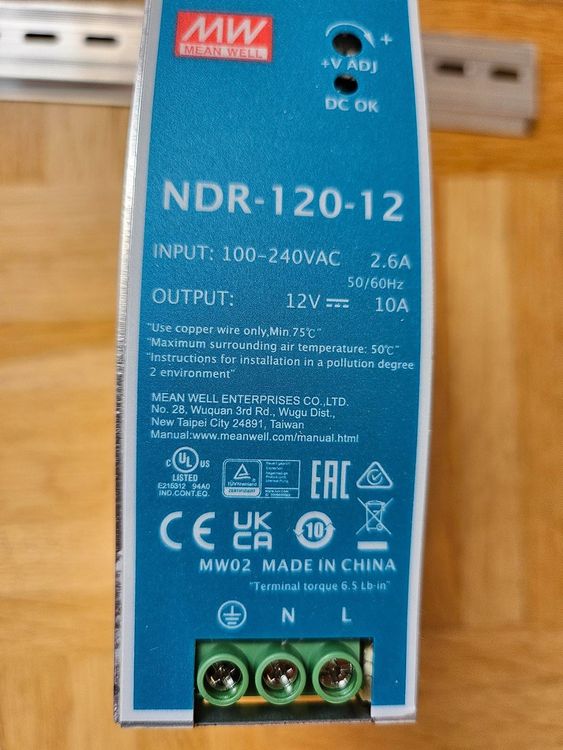 MW
MEAN WELL
+
+V ADJ
DC OK
NDR-120-12
INPUT: 100-240VAC 2.6A
50/60Hz
OUTPUT: 12V 10A
"Use copper wire only,Min.75℃"
"Maximum surrounding air temperature: 50℃"
"Instructions for installation in a pollution degree
2 environment"
MEAN WELL ENTERPRISES CO.,LTD.
No. 28, Wuquan 3rd Rd., Wugu Dist.,
New Taipei City 24891, Taiwan
Manual:www.meanwell.com/manual.html
c UL US
LISTED
E215312 94A0
IND.CONT.EQ.
TÜVRheinland
CERTIFIED
EAC
CE
UK
CA
10
MW02 MADE IN CHINA
"Terminal torque 6.5 Lb-in"
N L